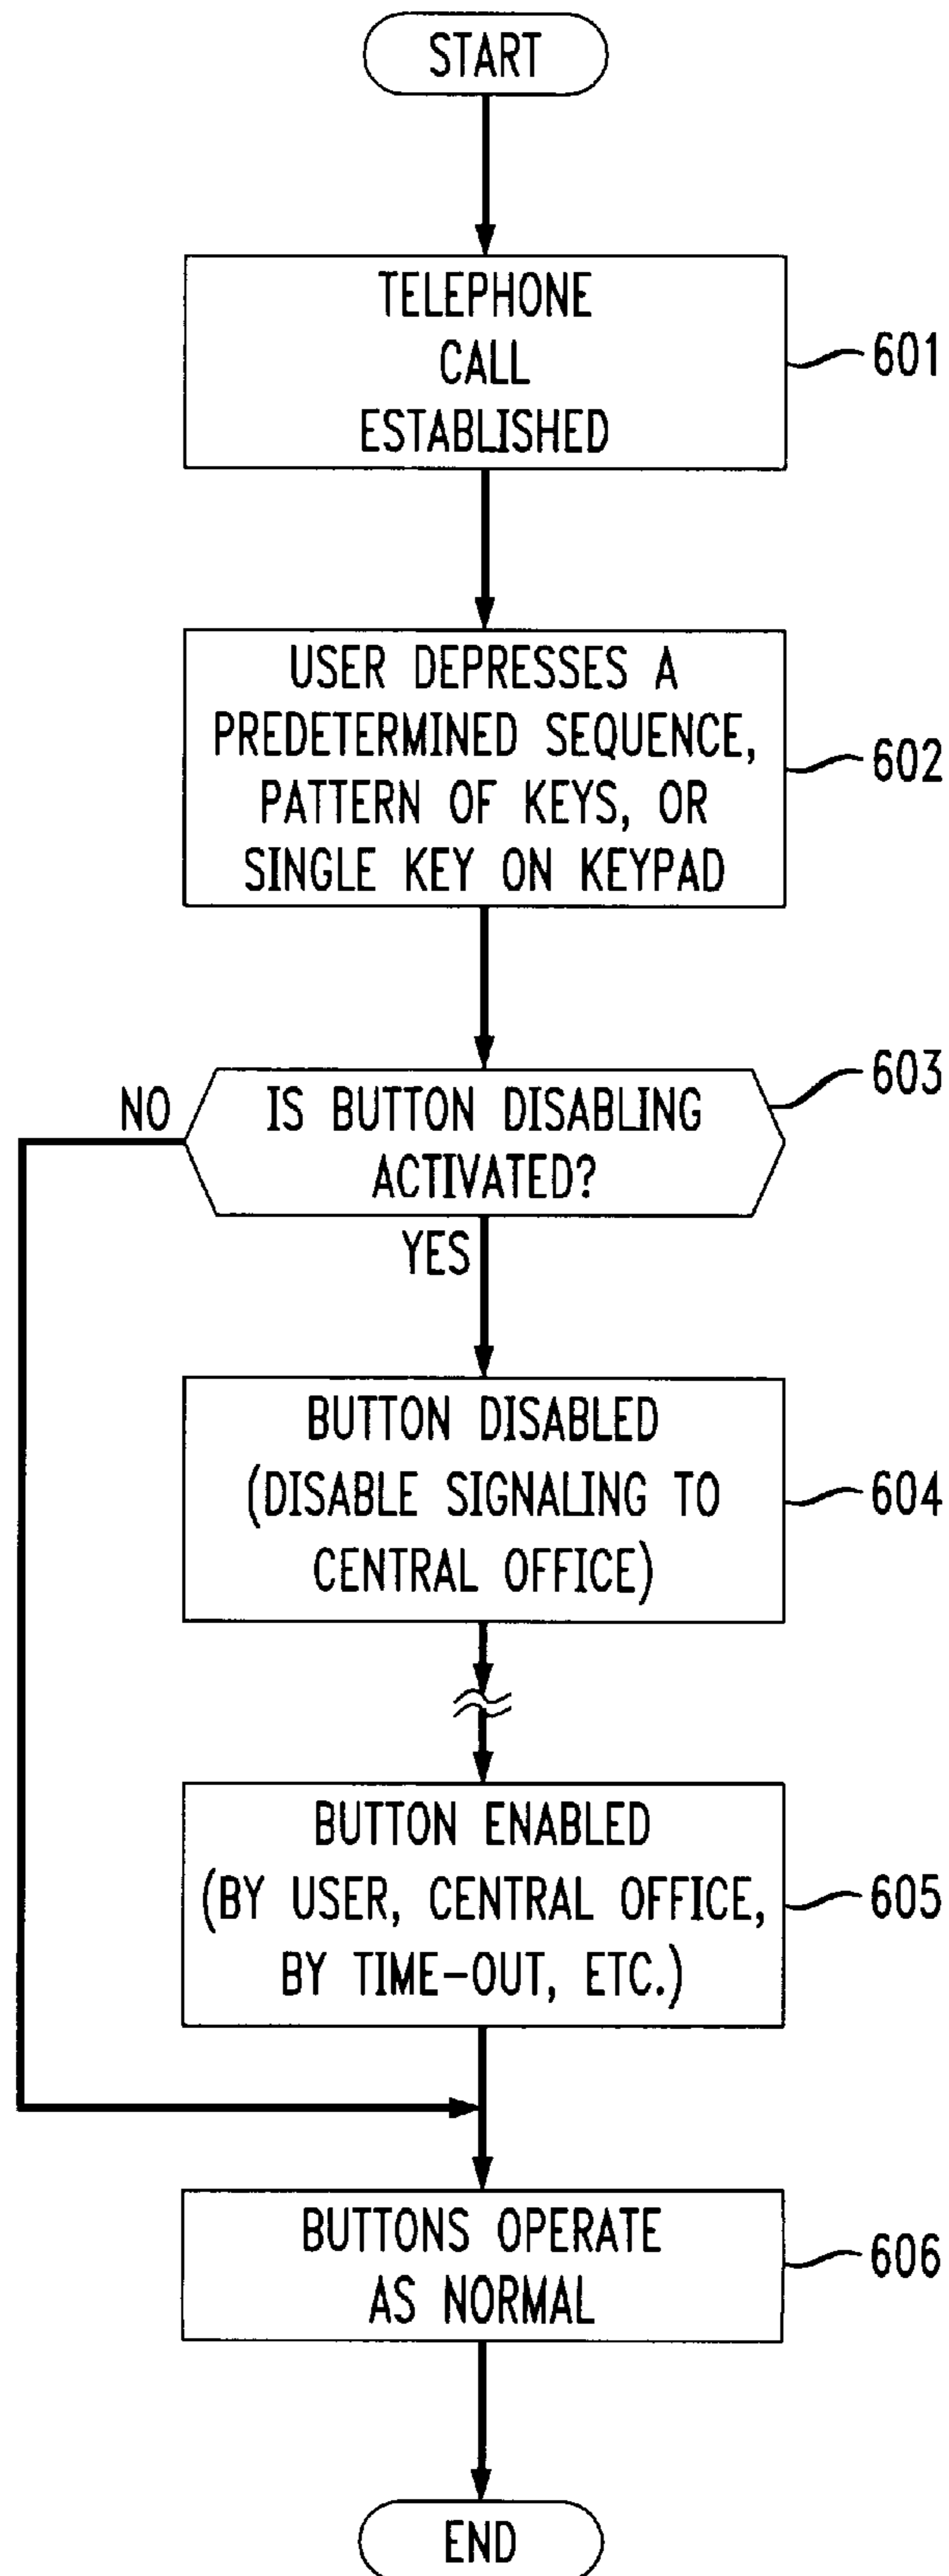 START
TELEPHONE
CALL
ESTABLISHED
601
USER DEPRESSES A
PREDETERMINED SEQUENCE,
PATTERN OF KEYS, OR
SINGLE KEY ON KEYPAD
602
603
NO
IS BUTTON DISABLING
ACTIVATED?
YES
BUTTON DISABLED
(DISABLE SIGNALING TO
CENTRAL OFFICE)
604
BUTTON ENABLED
(BY USER, CENTRAL OFFICE,
BY TIME-OUT, ETC.)
605
BUTTONS OPERATE
AS NORMAL
606
END